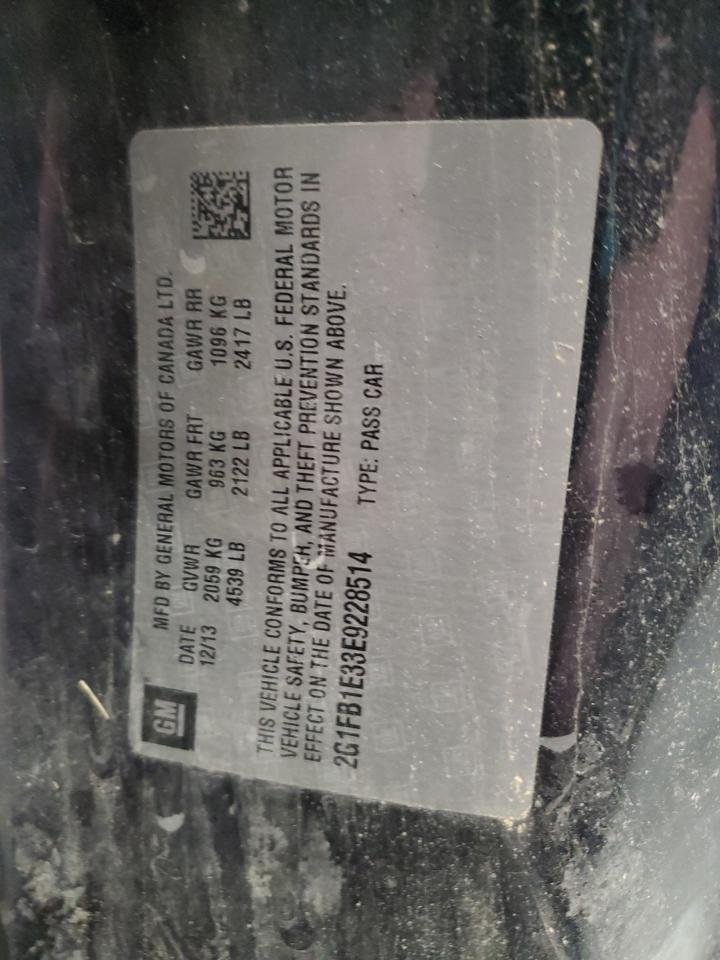 GM
MFD BY GENERAL MOTORS OF CANADA LTD.
DATE GVWR GAWR FRT GAWR RR
12/13 2059 KG 963 KG 1096 KG
4539 LB 2122 LB 2417 LB
THIS VEHICLE CONFORMS TO ALL APPLICABLE U.S. FEDERAL MOTOR
VEHICLE SAFETY, BUMPER, AND THEFT PREVENTION STANDARDS IN
EFFECT ON THE DATE OF MANUFACTURE SHOWN ABOVE.
2G1FB1E33E9228514 TYPE: PASS CAR